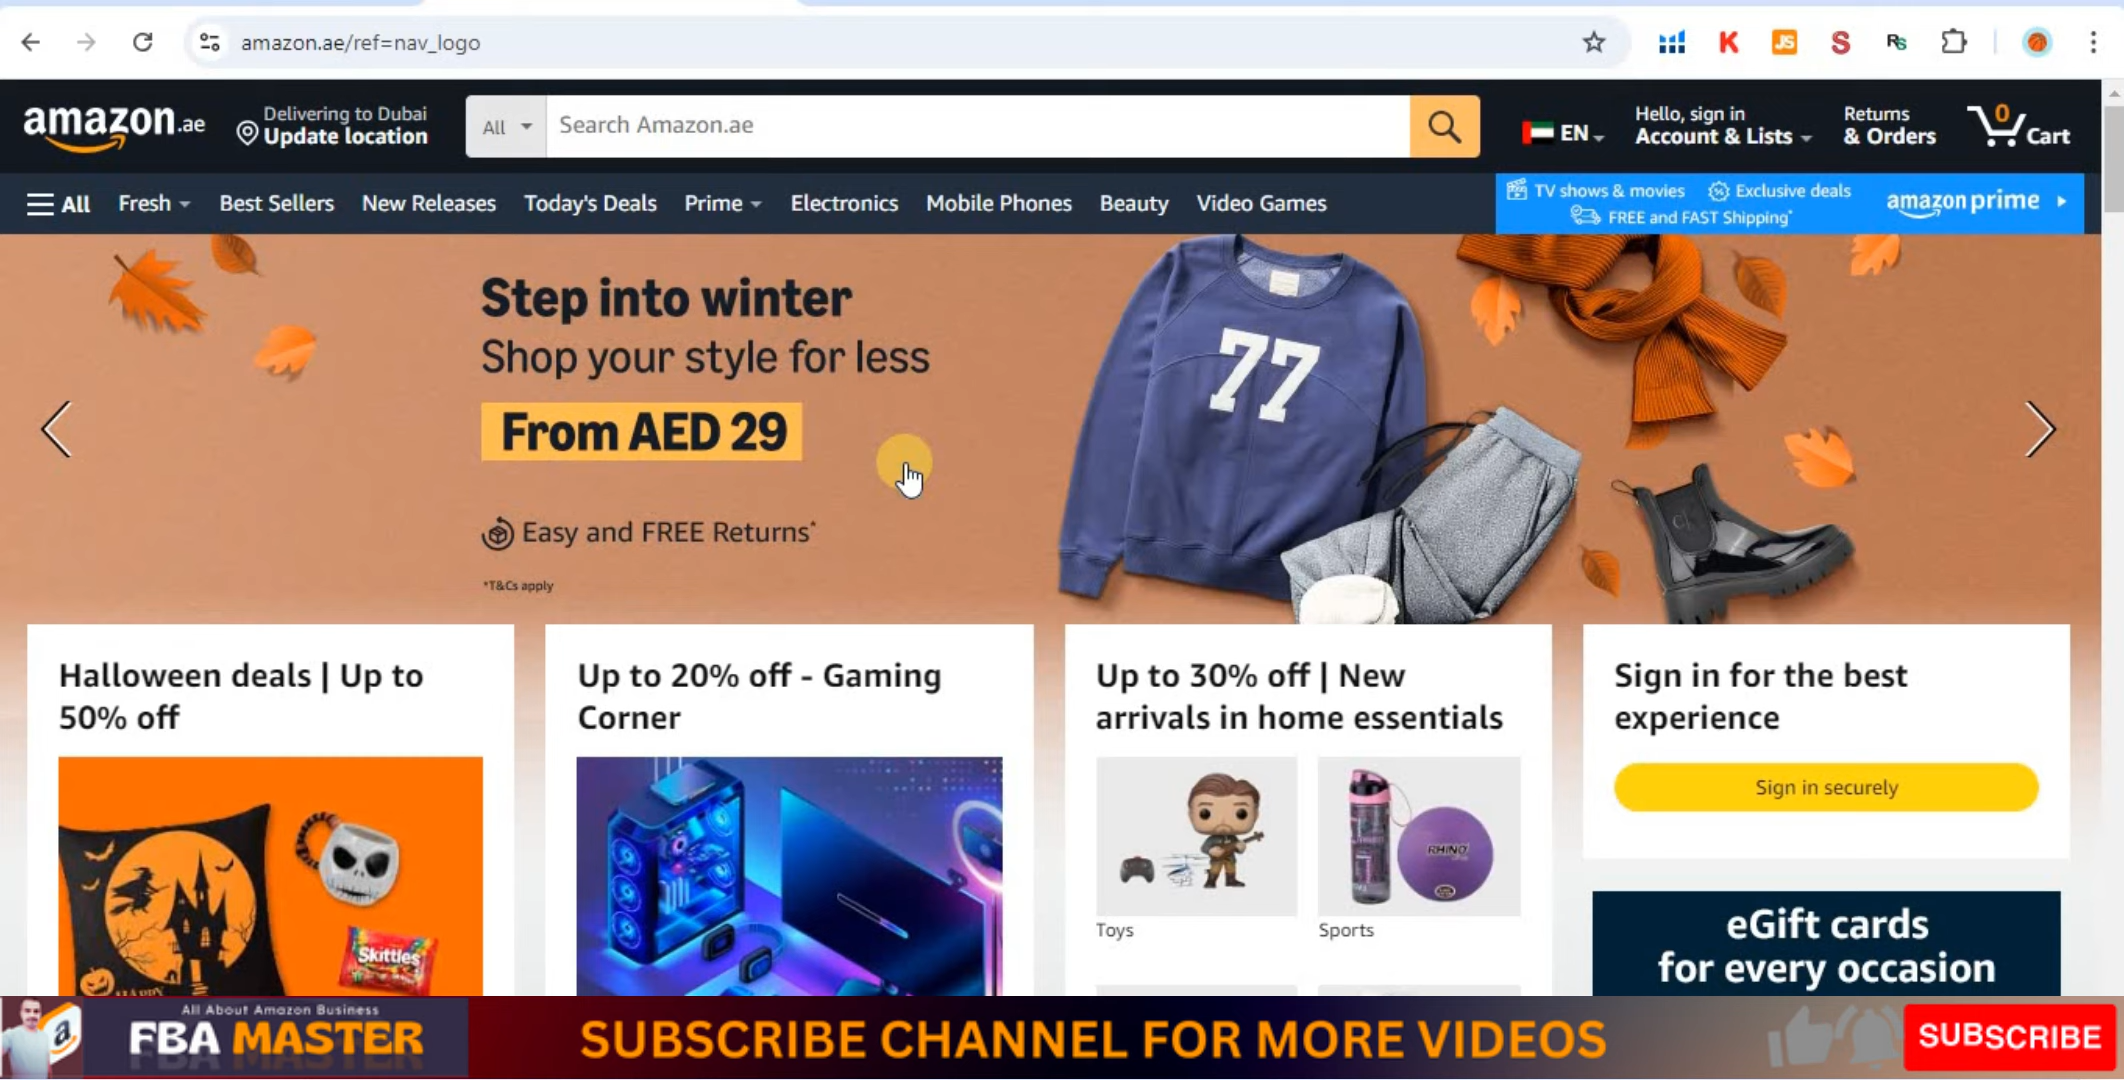 amazon.ae/ref=nav_logo
amazon.ae
Delivering to Dubai
Update location
All
Search Amazon.ae
EN
Hello, sign in
Account & Lists
Returns
& Orders
0
Cart
All
Fresh
Best Sellers
New Releases
Today's Deals
Prime
Electronics
Mobile Phones
Beauty
Video Games
TV shows & movies
Exclusive deals
FREE and FAST Shipping*
amazon prime
Step into winter
Shop your style for less
From AED 29
Easy and FREE Returns*
*T&Cs apply
77
Halloween deals | Up to
50% off
Up to 20% off - Gaming
Corner
Up to 30% off | New
arrivals in home essentials
Sign in for the best
experience
Sign in securely
Skittles
RHINO
Toys
Sports
eGift cards
for every occasion
All About Amazon Business
FBA MASTER
SUBSCRIBE CHANNEL FOR MORE VIDEOS
SUBSCRIBE